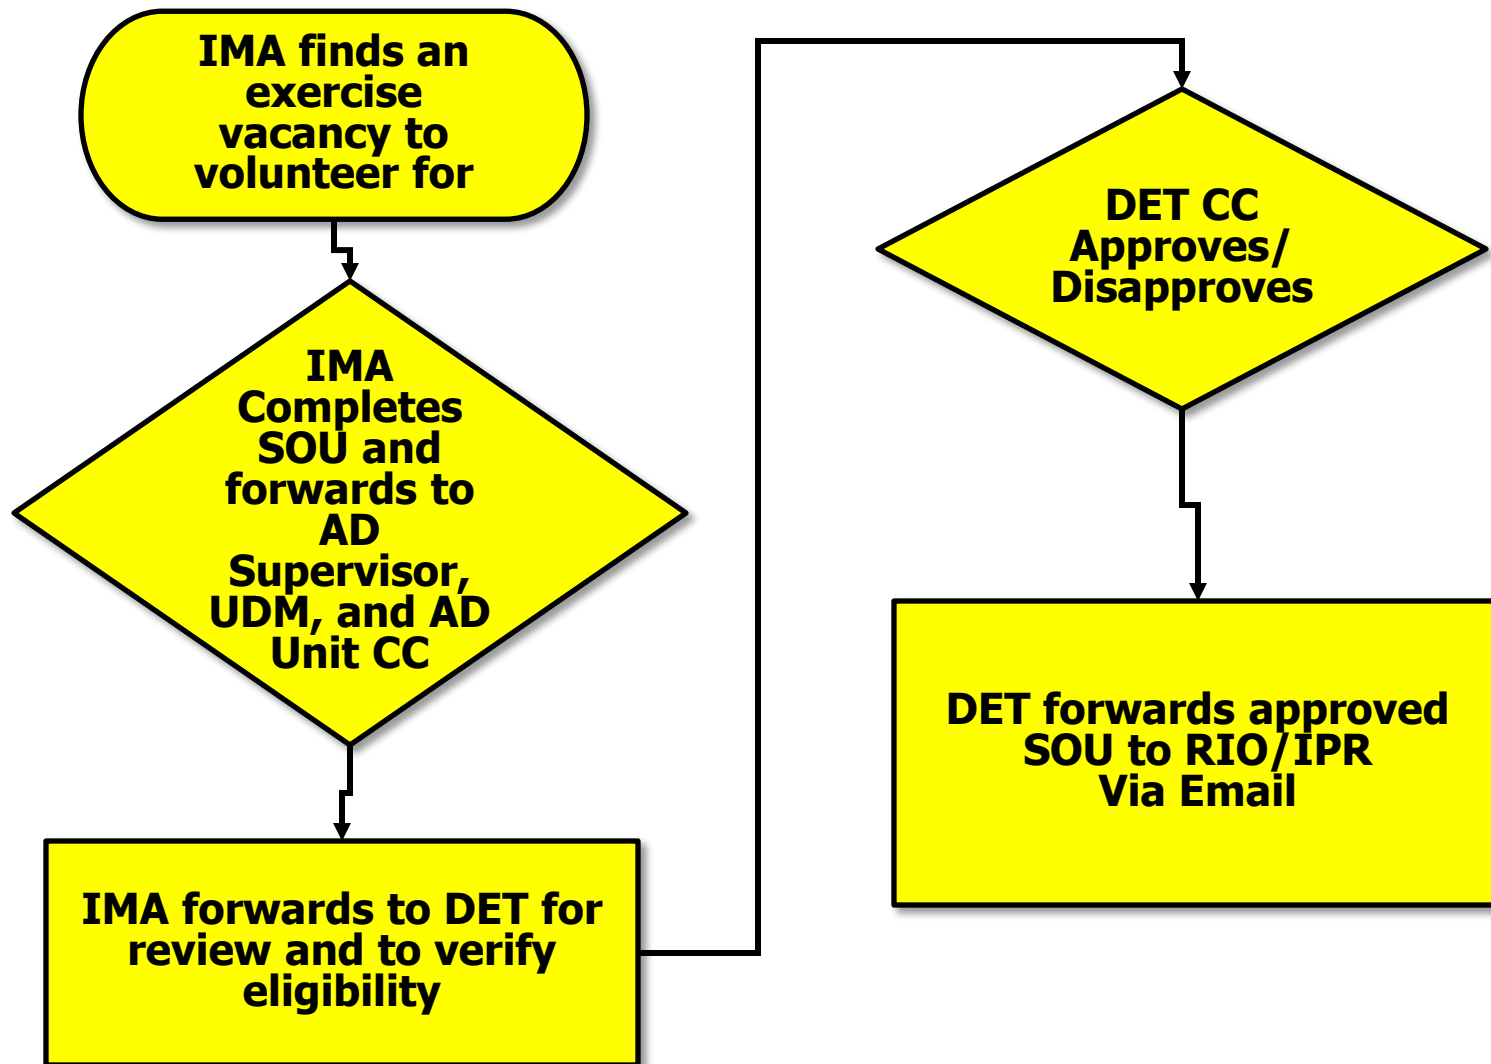 IMA finds an
exercise
vacancy to
volunteer for
IMA
Completes
SOU and
forwards to
AD
Supervisor,
UDM, and AD
Unit CC
IMA forwards to DET for
review and to verify
eligibility
DET CC
Approves/
Disapproves
DET forwards approved
SOU to RIO/IPR
Via Email